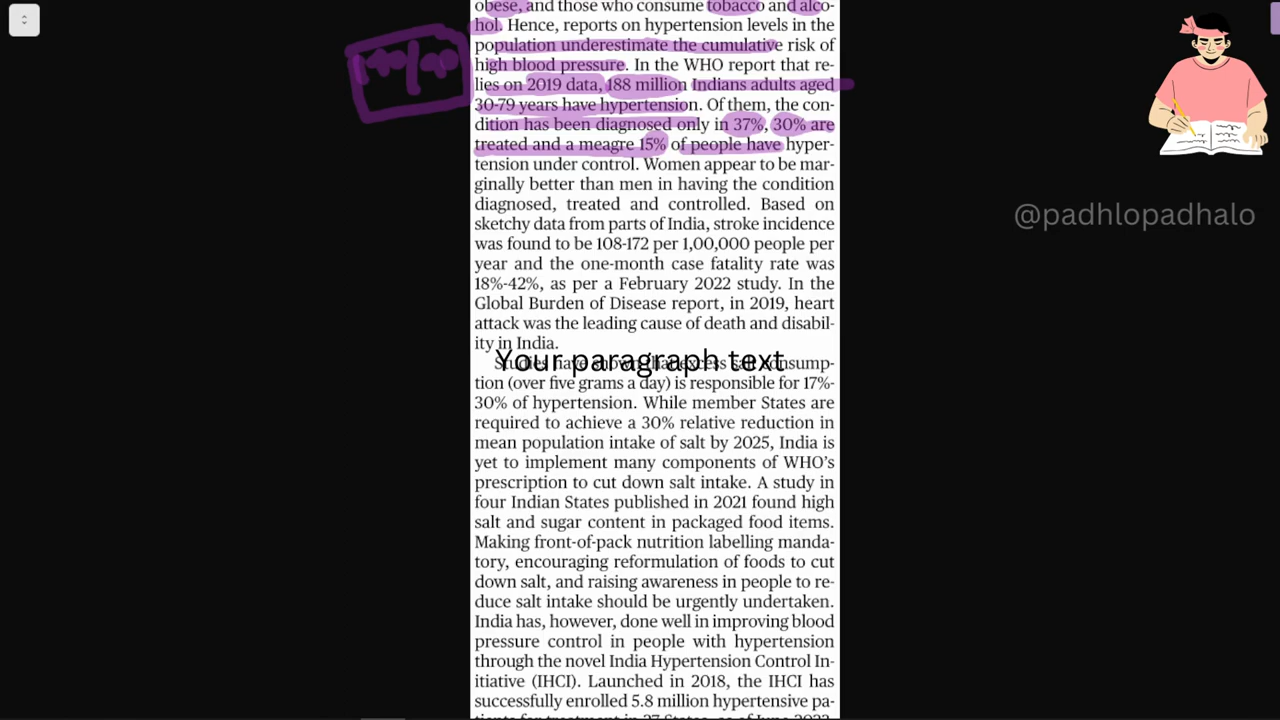 obese, and those who consume tobacco and alco-
hol. Hence, reports on hypertension levels in the
population underestimate the cumulative risk of
high blood pressure. In the WHO report that re-
lies on 2019 data, 188 million Indians adults aged
30-79 years have hypertension. Of them, the con-
dition has been diagnosed only in 37%, 30% are
treated and a meagre 15% of people have hyper-
tension under control. Women appear to be mar-
ginally better than men in having the condition
diagnosed, treated and controlled. Based on
sketchy data from parts of India, stroke incidence
was found to be 108-172 per 1,00,000 people per
year and the one-month case fatality rate was
18%-42%, as per a February 2022 study. In the
Global Burden of Disease report, in 2019, heart
attack was the leading cause of death and disabil-
ity in India.
Your paragraph text
Studies have shown that excess salt consump-
tion (over five grams a day) is responsible for 17%-
30% of hypertension. While member States are
required to achieve a 30% relative reduction in
mean population intake of salt by 2025, India is
yet to implement many components of WHO's
prescription to cut down salt intake. A study in
four Indian States published in 2021 found high
salt and sugar content in packaged food items.
Making front-of-pack nutrition labelling manda-
tory, encouraging reformulation of foods to cut
down salt, and raising awareness in people to re-
duce salt intake should be urgently undertaken.
India has, however, done well in improving blood
pressure control in people with hypertension
through the novel India Hypertension Control In-
itiative (IHCI). Launched in 2018, the IHCI has
successfully enrolled 5.8 million hypertensive pa-
140/90
@padhlopadhalo